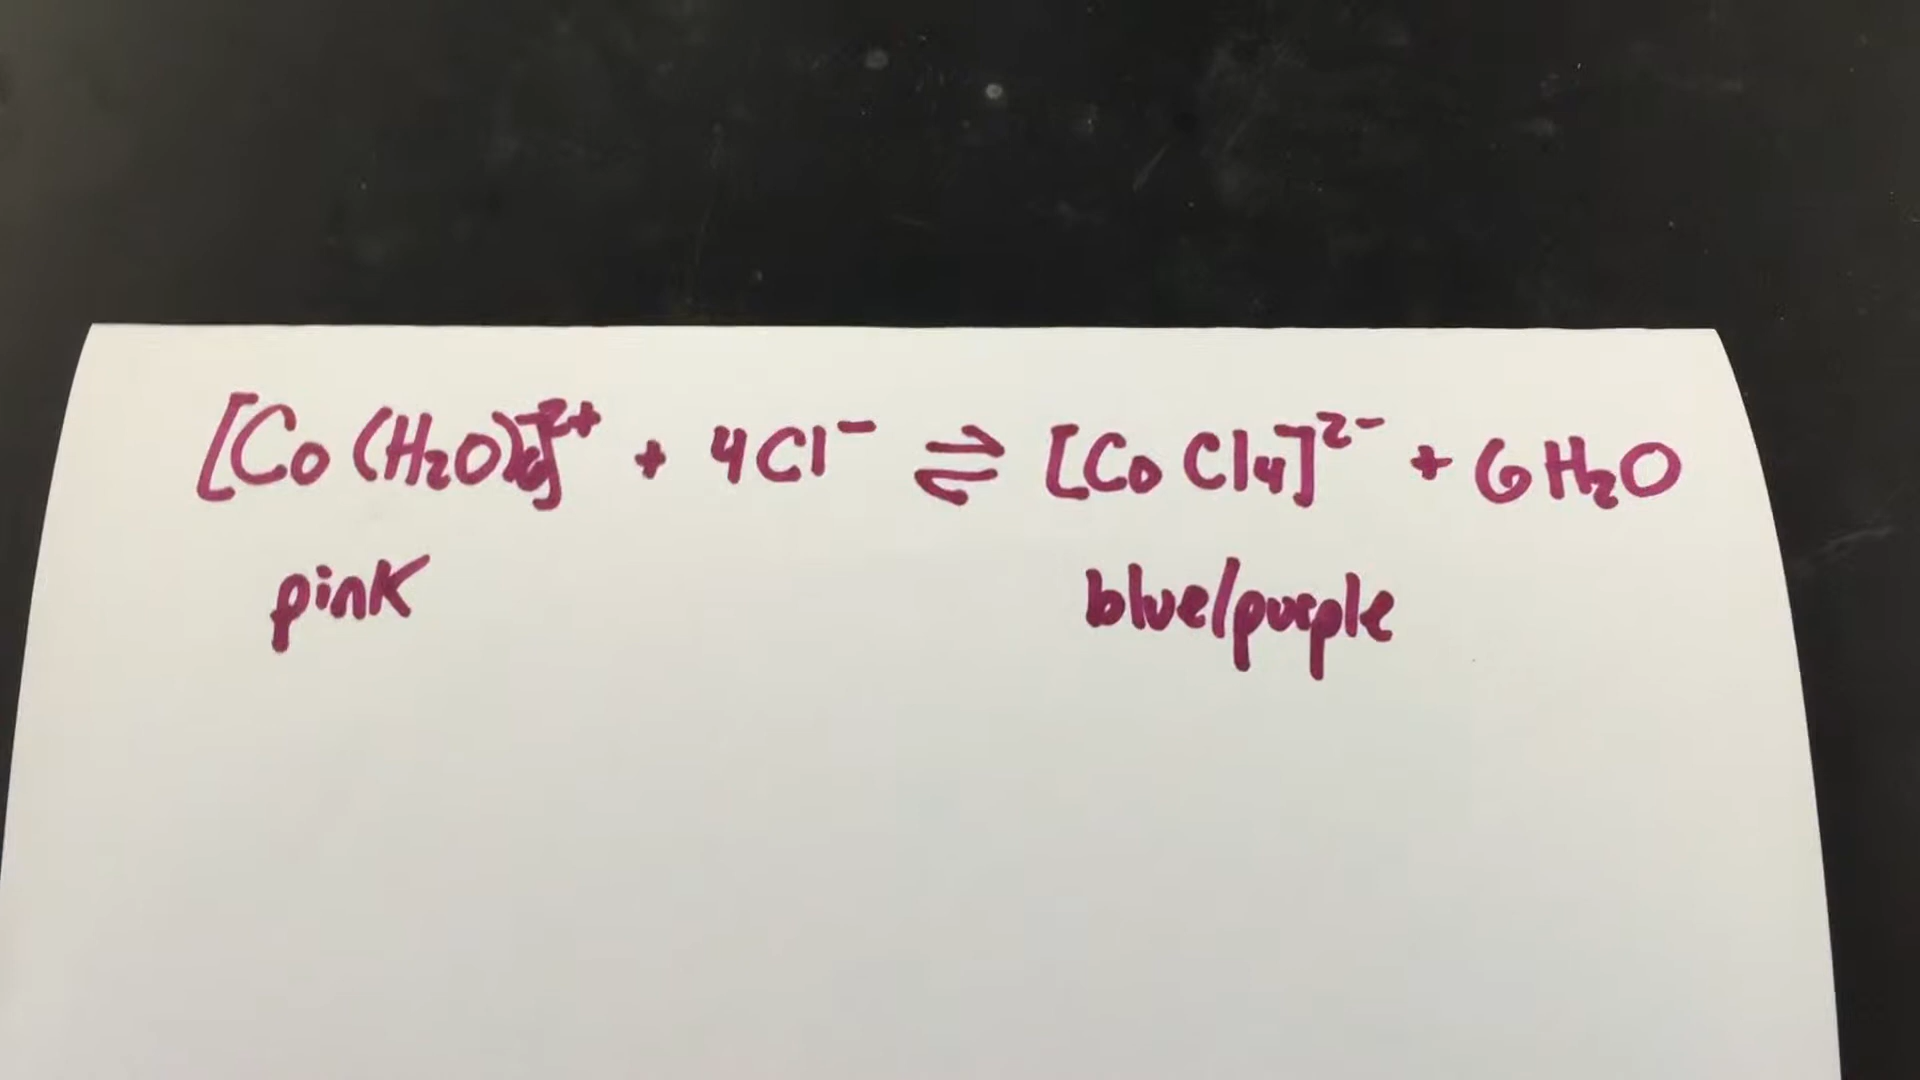 [Co(H₂O)₆]²⁺ + 4Cl⁻ ⇌ [CoCl₄]²⁻ + 6H₂O
pink blue/purple